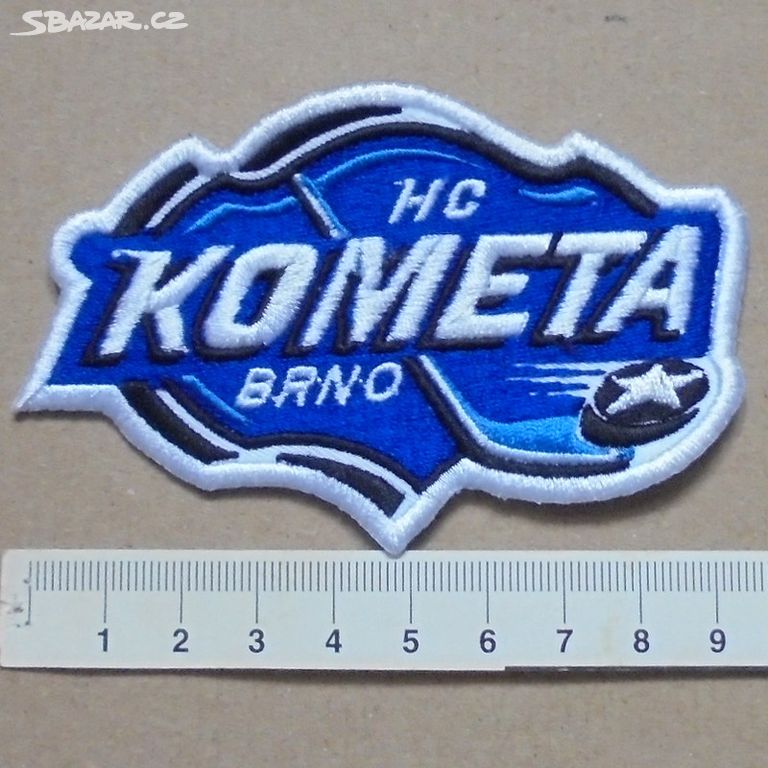 SBAZAR.CZ
HC
KOMETA
BRNO
1 2 3 4 5 6 7 8 9